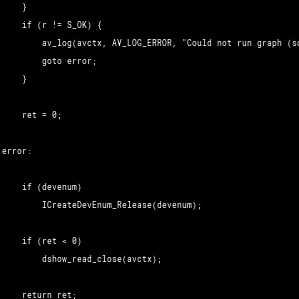 }
if (r != S_OK) {
av_log(avctx, AV_LOG_ERROR, "Could not run graph
goto error;
}
ret = 0;
error:
if (devenum)
ICreateDevEnum_Release(devenum);
if (ret < 0)
dshow_read_close(avctx);
return ret;